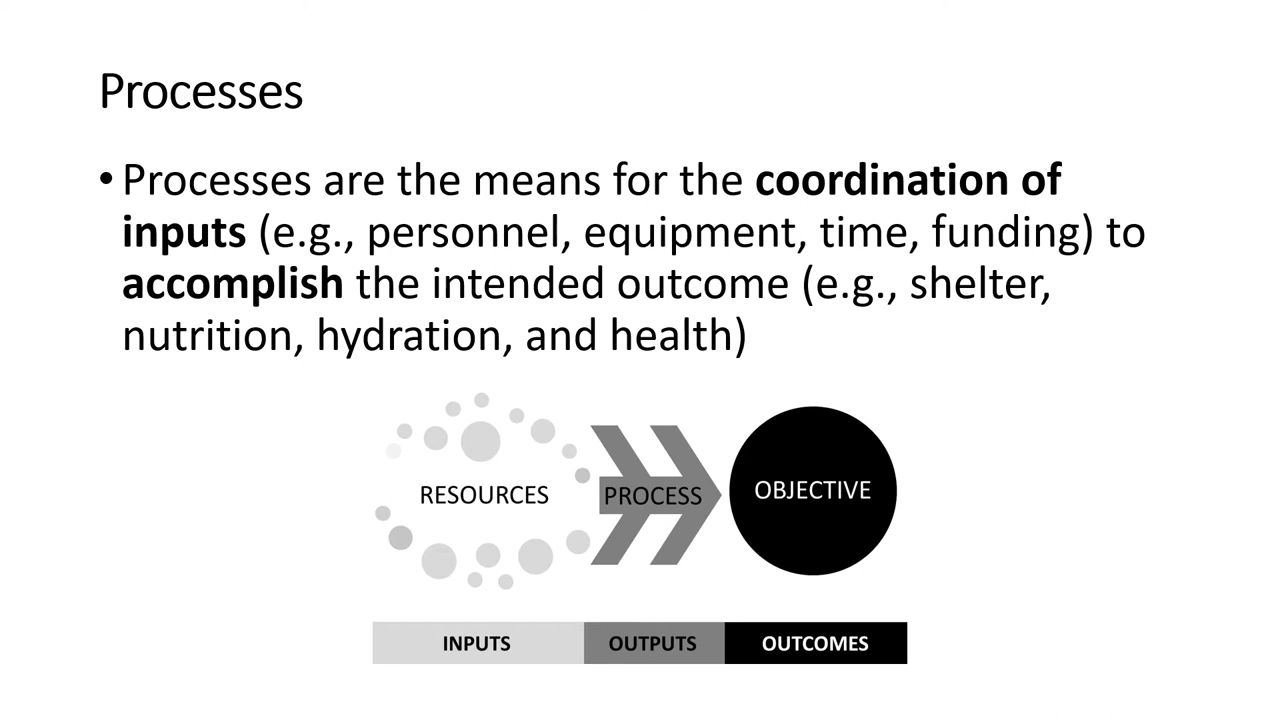 Processes
• Processes are the means for the coordination of
inputs (e.g., personnel, equipment, time, funding) to
accomplish the intended outcome (e.g., shelter,
nutrition, hydration, and health)
RESOURCES
PROCESS
OBJECTIVE
INPUTS
OUTPUTS
OUTCOMES